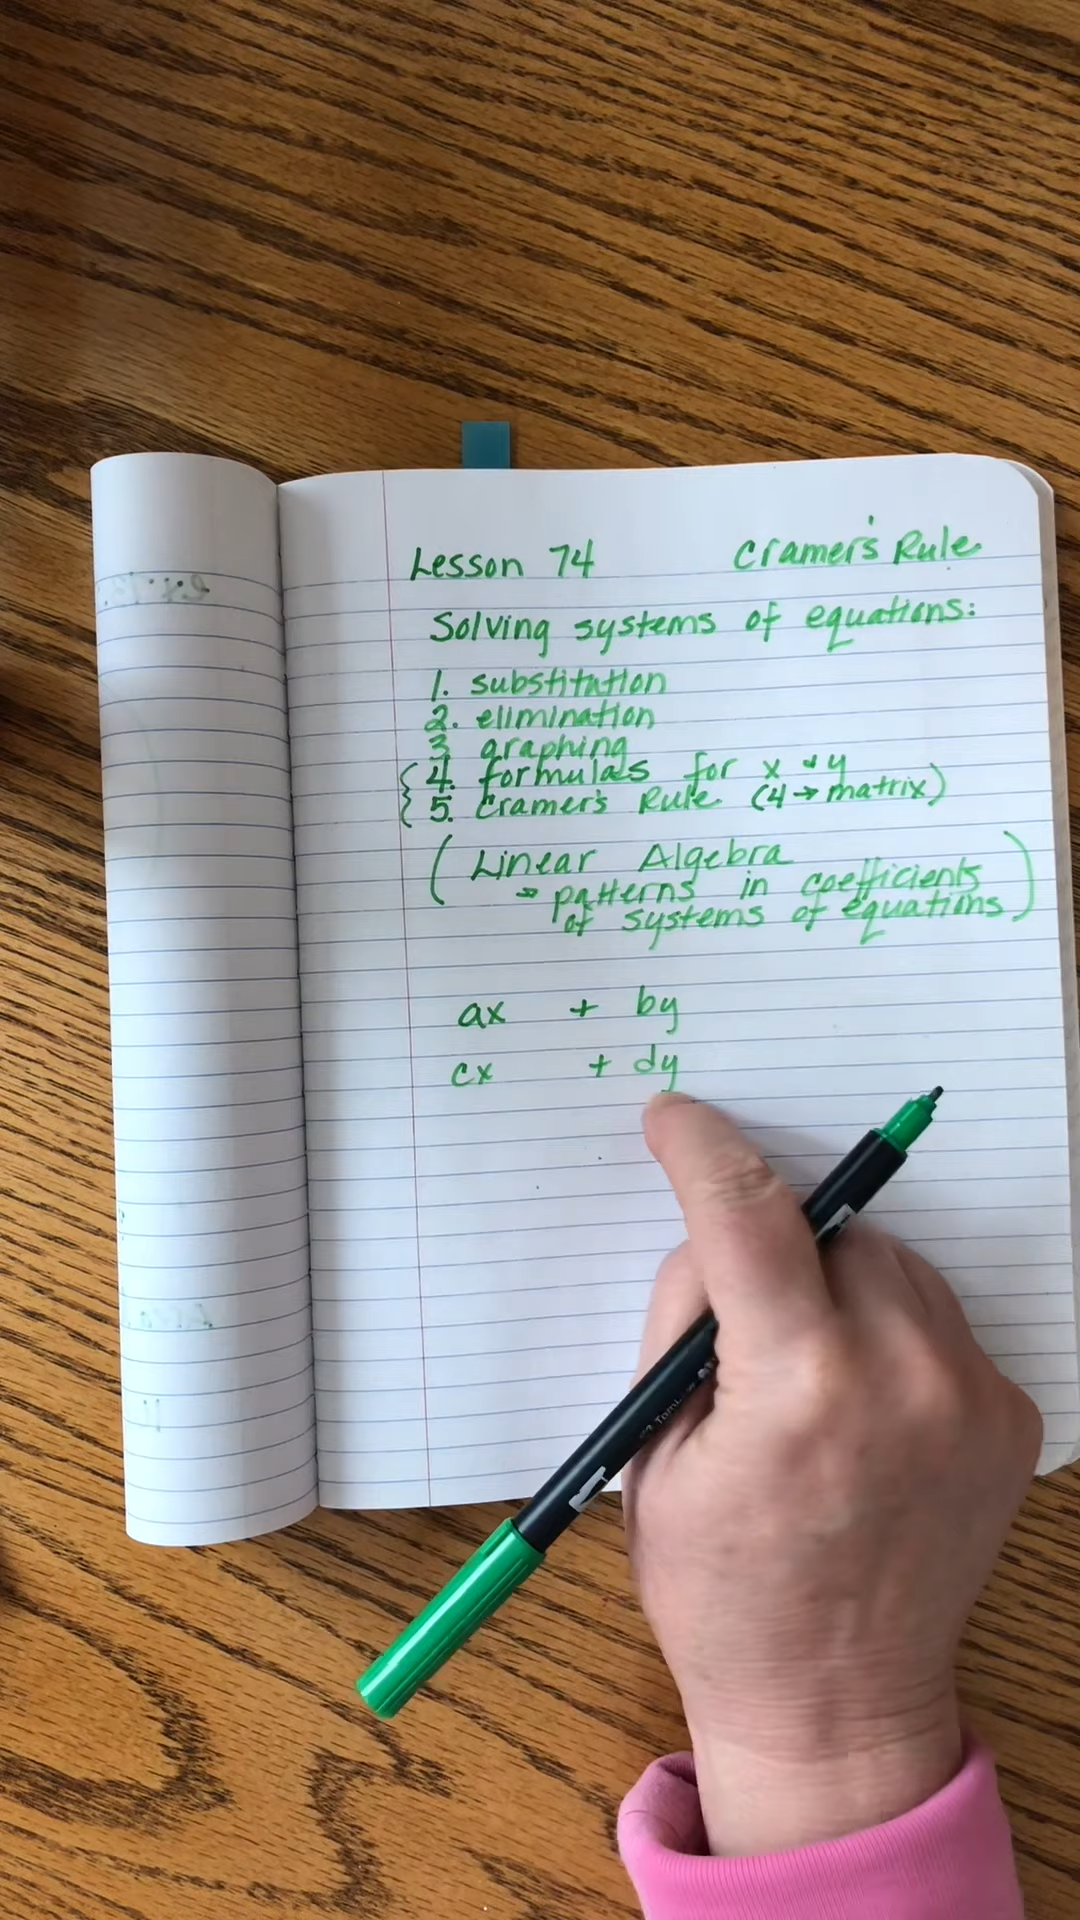 Lesson 74 Cramer's Rule
Solving systems of equations:
1. substitution
2. elimination
3 graphing
{ 4. formulas for x + y
5. Cramer's Rule (4 → matrix)
( Linear Algebra
→ patterns in coefficients
of systems of equations )
ax + by
cx + dy